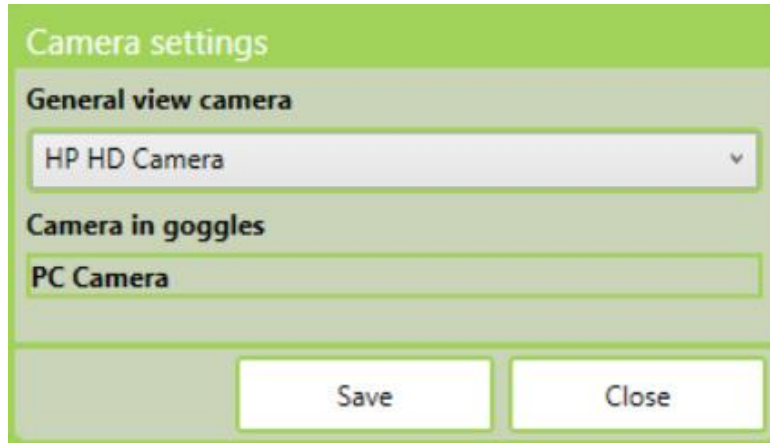 Camera settings
General view camera
HP HD Camera
Camera in goggles
PC Camera
Save Close